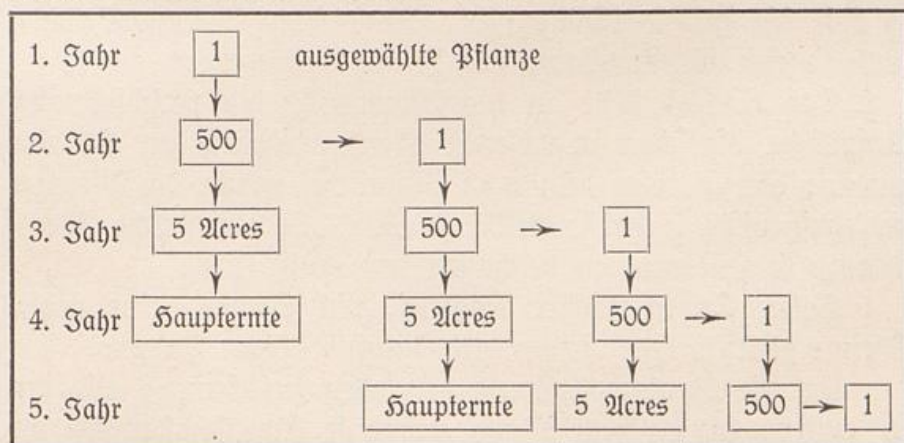 1. Jahr 1 ausgewählte Pflanze
2. Jahr 500 → 1
3. Jahr 5 Acres 500 → 1
4. Jahr Haupternte 5 Acres 500 → 1
5. Jahr Haupternte 5 Acres 500 → 1